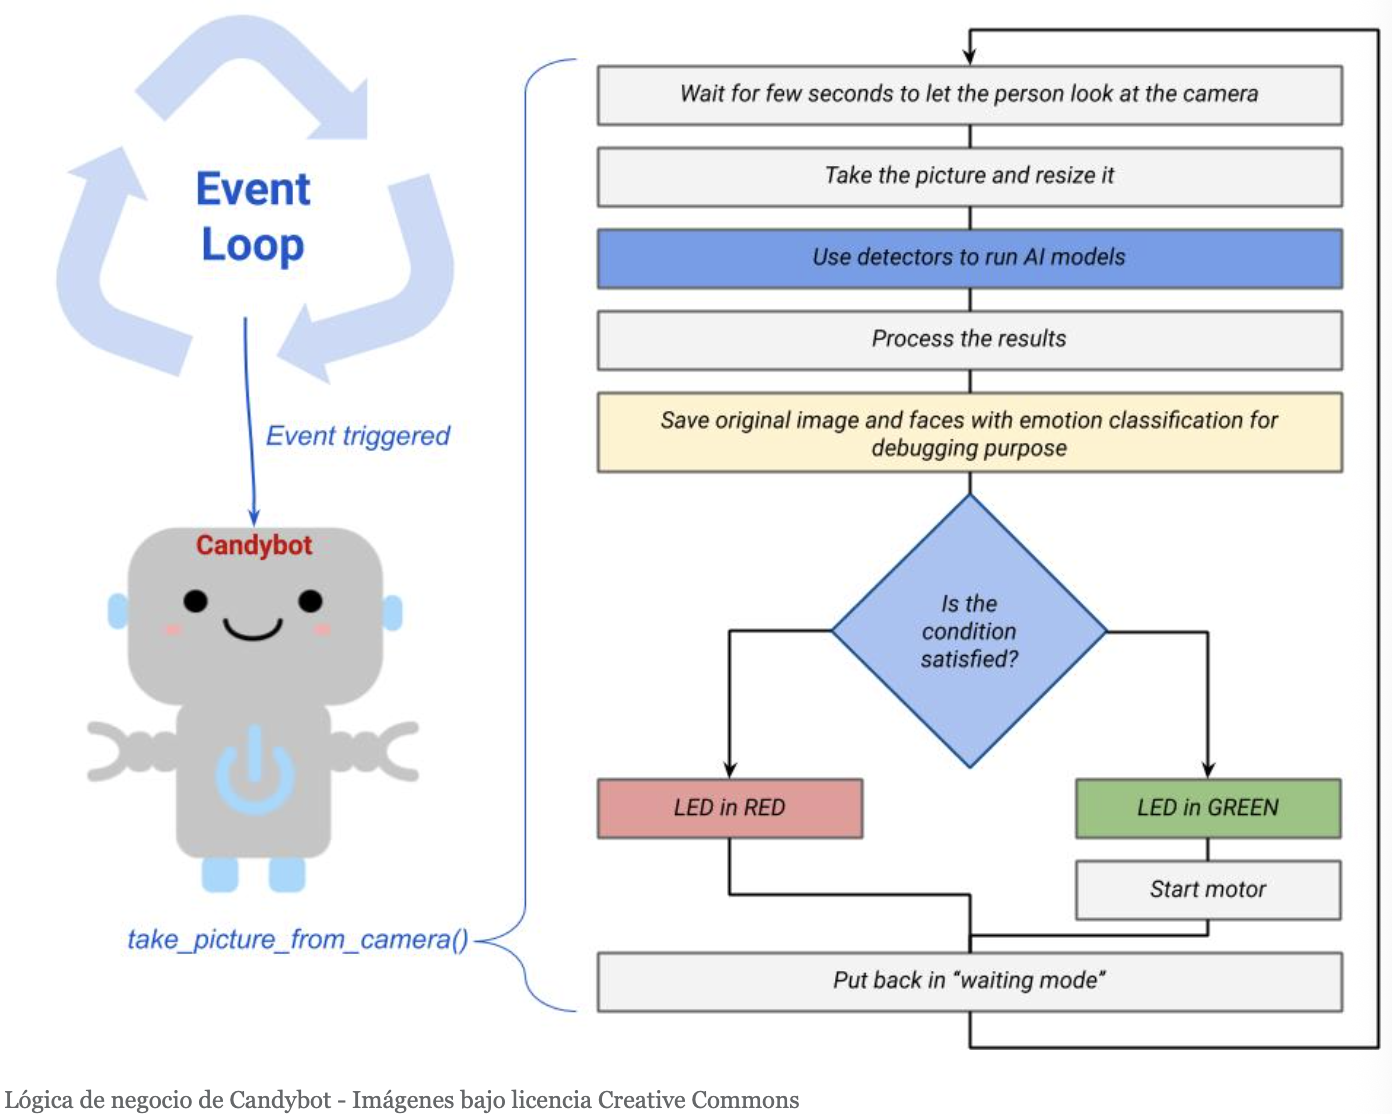 Event
Loop
Event triggered
Candybot
take_picture_from_camera()
Wait for few seconds to let the person look at the camera
Take the picture and resize it
Use detectors to run AI models
Process the results
Save original image and faces with emotion classification for
debugging purpose
Is the
condition
satisfied?
LED in RED
LED in GREEN
Start motor
Put back in “waiting mode”
Lógica de negocio de Candybot - Imágenes bajo licencia Creative Commons